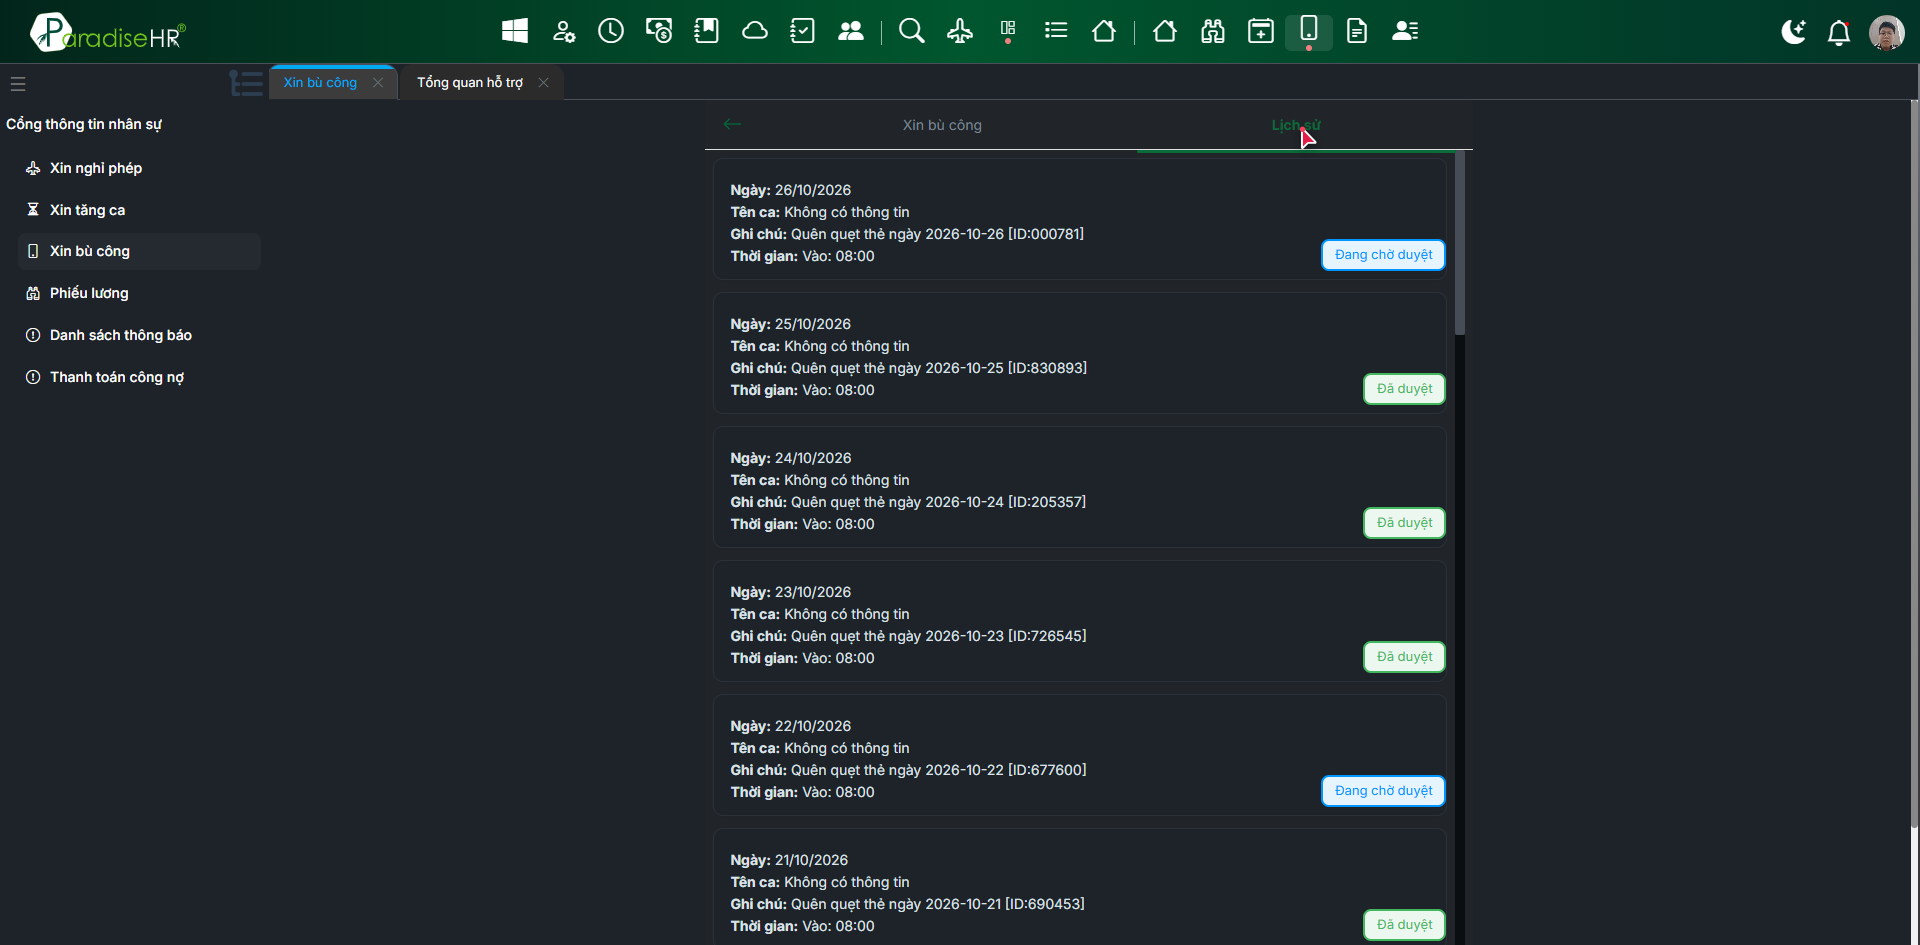 ParadiseHR®
Xin bù công
Tổng quan hỗ trợ
Cổng thông tin nhân sự
Xin nghỉ phép
Xin tăng ca
Xin bù công
Phiếu lương
Danh sách thông báo
Thanh toán công nợ
Xin bù công
Lịch sử
Ngày: 26/10/2026
Tên ca: Không có thông tin
Ghi chú: Quên quẹt thẻ ngày 2026-10-26 [ID:000781]
Thời gian: Vào: 08:00
Đang chờ duyệt
Ngày: 25/10/2026
Tên ca: Không có thông tin
Ghi chú: Quên quẹt thẻ ngày 2026-10-25 [ID:830893]
Thời gian: Vào: 08:00
Đã duyệt
Ngày: 24/10/2026
Tên ca: Không có thông tin
Ghi chú: Quên quẹt thẻ ngày 2026-10-24 [ID:205357]
Thời gian: Vào: 08:00
Đã duyệt
Ngày: 23/10/2026
Tên ca: Không có thông tin
Ghi chú: Quên quẹt thẻ ngày 2026-10-23 [ID:726545]
Thời gian: Vào: 08:00
Đã duyệt
Ngày: 22/10/2026
Tên ca: Không có thông tin
Ghi chú: Quên quẹt thẻ ngày 2026-10-22 [ID:677600]
Thời gian: Vào: 08:00
Đang chờ duyệt
Ngày: 21/10/2026
Tên ca: Không có thông tin
Ghi chú: Quên quẹt thẻ ngày 2026-10-21 [ID:690453]
Thời gian: Vào: 08:00
Đã duyệt